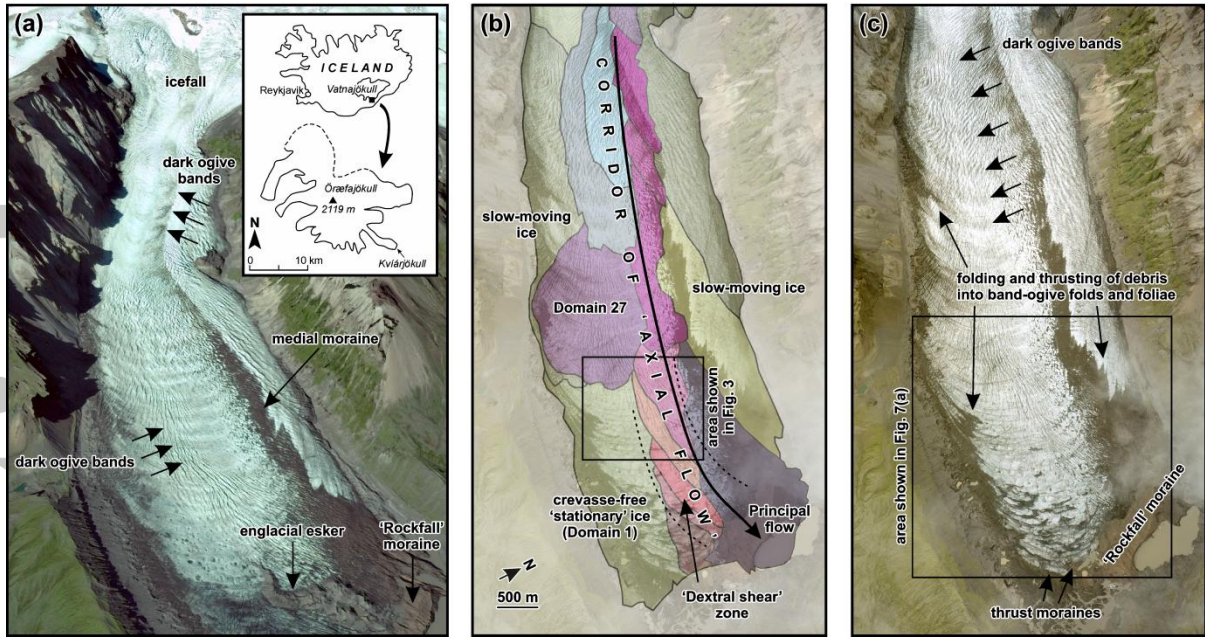 (a)
icefall
dark ogive
bands
medial moraine
dark ogive bands
englacial esker
‘Rockfall’
moraine
ICELAND
Reykjavik
Vatnajökull
Öræfajökull
2119 m
N
0 10 km
Kvíárjökull
(b)
CORRIDOR OF ‘AXIAL FLOW’
slow-moving
ice
slow-moving ice
Domain 27
area shown
in Fig. 3
crevasse-free
‘stationary’ ice
(Domain 1)
Principal
flow
N
500 m
‘Dextral shear’
zone
(c)
dark ogive bands
folding and thrusting of debris
into band-ogive folds and foliae
area shown in Fig. 7(a)
‘Rockfall’ moraine
thrust moraines